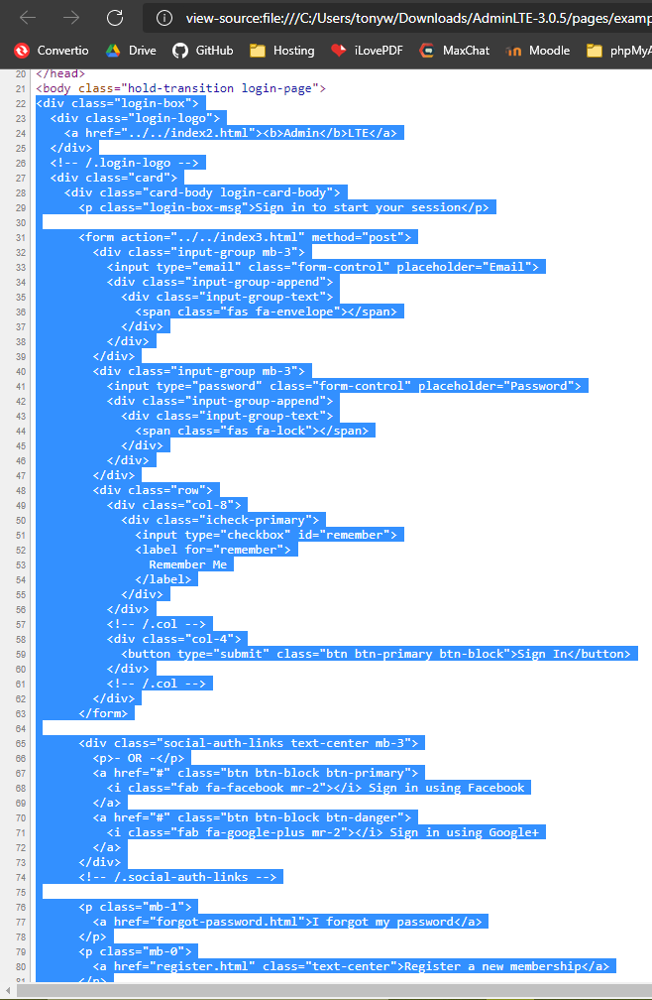 view-source:file:///C:/Users/tonyw/Downloads/AdminLTE-3.0.5/pages/examp
Convertio Drive GitHub Hosting iLovePDF MaxChat Moodle phpMyA
20 </head>
21 <body class="hold-transition login-page">
22 <div class="login-box">
23 <div class="login-logo">
24 <a href="../../index2.html"><b>Admin</b>LTE</a>
25 </div>
26 <!-- /.login-logo -->
27 <div class="card">
28 <div class="card-body login-card-body">
29 <p class="login-box-msg">Sign in to start your session</p>
30
31 <form action="../../index3.html" method="post">
32 <div class="input-group mb-3">
33 <input type="email" class="form-control" placeholder="Email">
34 <div class="input-group-append">
35 <div class="input-group-text">
36 <span class="fas fa-envelope"></span>
37 </div>
38 </div>
39 </div>
40 <div class="input-group mb-3">
41 <input type="password" class="form-control" placeholder="Password">
42 <div class="input-group-append">
43 <div class="input-group-text">
44 <span class="fas fa-lock"></span>
45 </div>
46 </div>
47 </div>
48 <div class="row">
49 <div class="col-8">
50 <div class="icheck-primary">
51 <input type="checkbox" id="remember">
52 <label for="remember">
53 Remember Me
54 </label>
55 </div>
56 </div>
57 <!-- /.col -->
58 <div class="col-4">
59 <button type="submit" class="btn btn-primary btn-block">Sign In</button>
60 </div>
61 <!-- /.col -->
62 </div>
63 </form>
64
65 <div class="social-auth-links text-center mb-3">
66 <p>- OR -</p>
67 <a href="#" class="btn btn-block btn-primary">
68 <i class="fab fa-facebook mr-2"></i> Sign in using Facebook
69 </a>
70 <a href="#" class="btn btn-block btn-danger">
71 <i class="fab fa-google-plus mr-2"></i> Sign in using Google+
72 </a>
73 </div>
74 <!-- /.social-auth-links -->
75
76 <p class="mb-1">
77 <a href="forgot-password.html">I forgot my password</a>
78 </p>
79 <p class="mb-0">
80 <a href="register.html" class="text-center">Register a new membership</a>
81 </p>